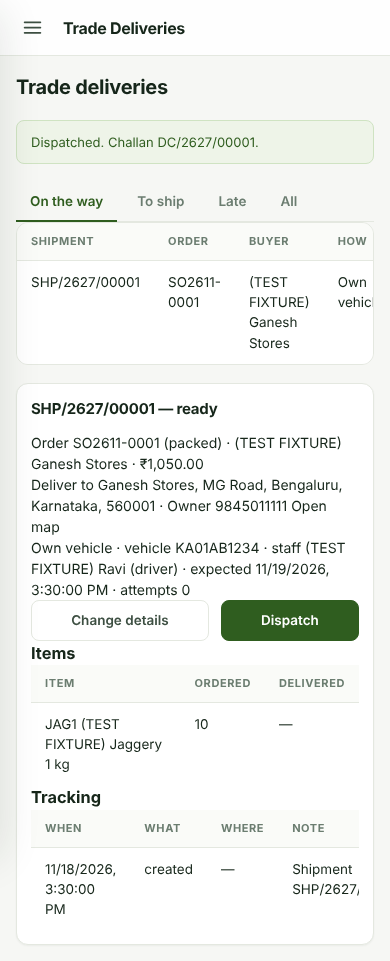 Trade Deliveries
Trade deliveries
Dispatched. Challan DC/2627/00001.
On the way To ship Late All
SHIPMENT ORDER BUYER HOW
SHP/2627/00001 SO2611- (TEST Own
0001 FIXTURE)
Ganesh
Stores
SHP/2627/00001 — ready
Order SO2611-0001 (packed) · (TEST FIXTURE)
Ganesh Stores · ₹1,050.00
Deliver to Ganesh Stores, MG Road, Bengaluru,
Karnataka, 560001 · Owner 9845011111 Open
map
Own vehicle · vehicle KA01AB1234 · staff (TEST
FIXTURE) Ravi (driver) · expected 11/19/2026,
3:30:00 PM · attempts 0
Change details Dispatch
Items
ITEM ORDERED DELIVERED
JAG1 (TEST 10 —
FIXTURE) Jaggery
1 kg
Tracking
WHEN WHAT WHERE NOTE
11/18/2026, created — Shipment
3:30:00 SHP/2627/
PM